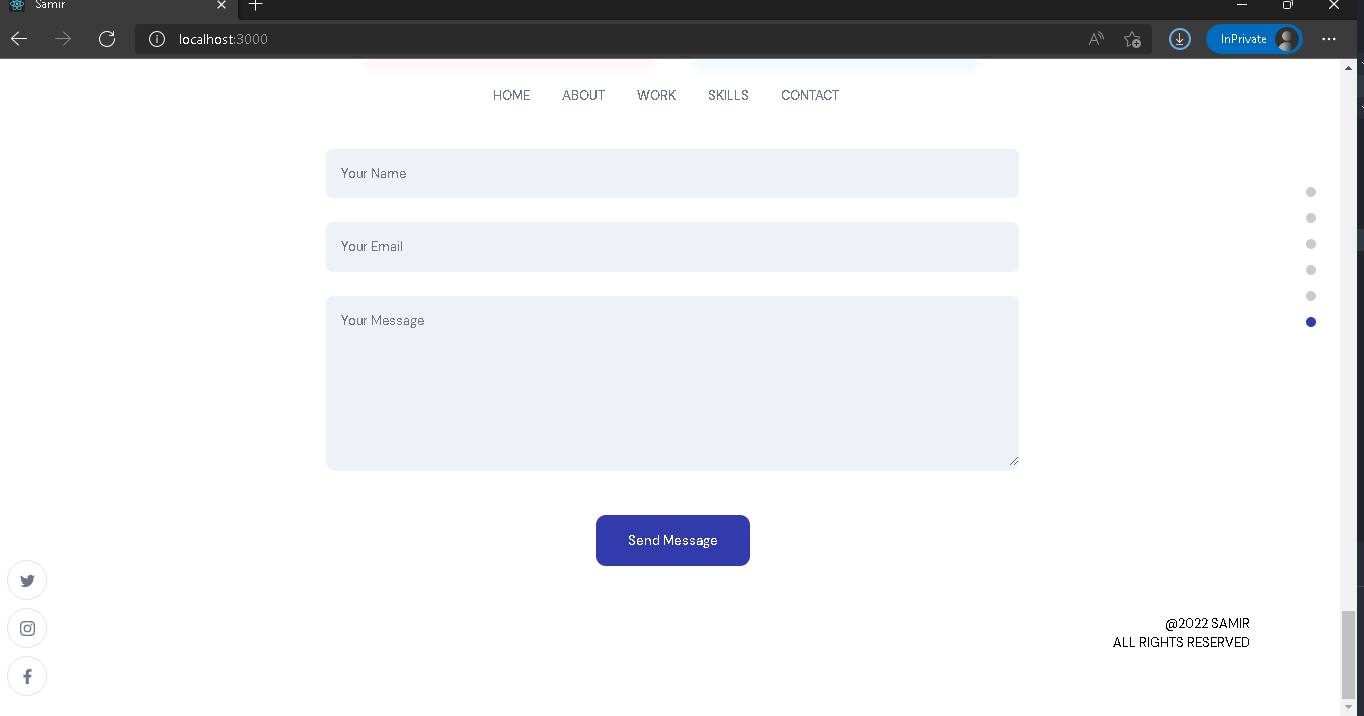 Samir
localhost:3000
InPrivate
HOME ABOUT WORK SKILLS CONTACT
Your Name
Your Email
Your Message
Send Message
@2022 SAMIR
ALL RIGHTS RESERVED